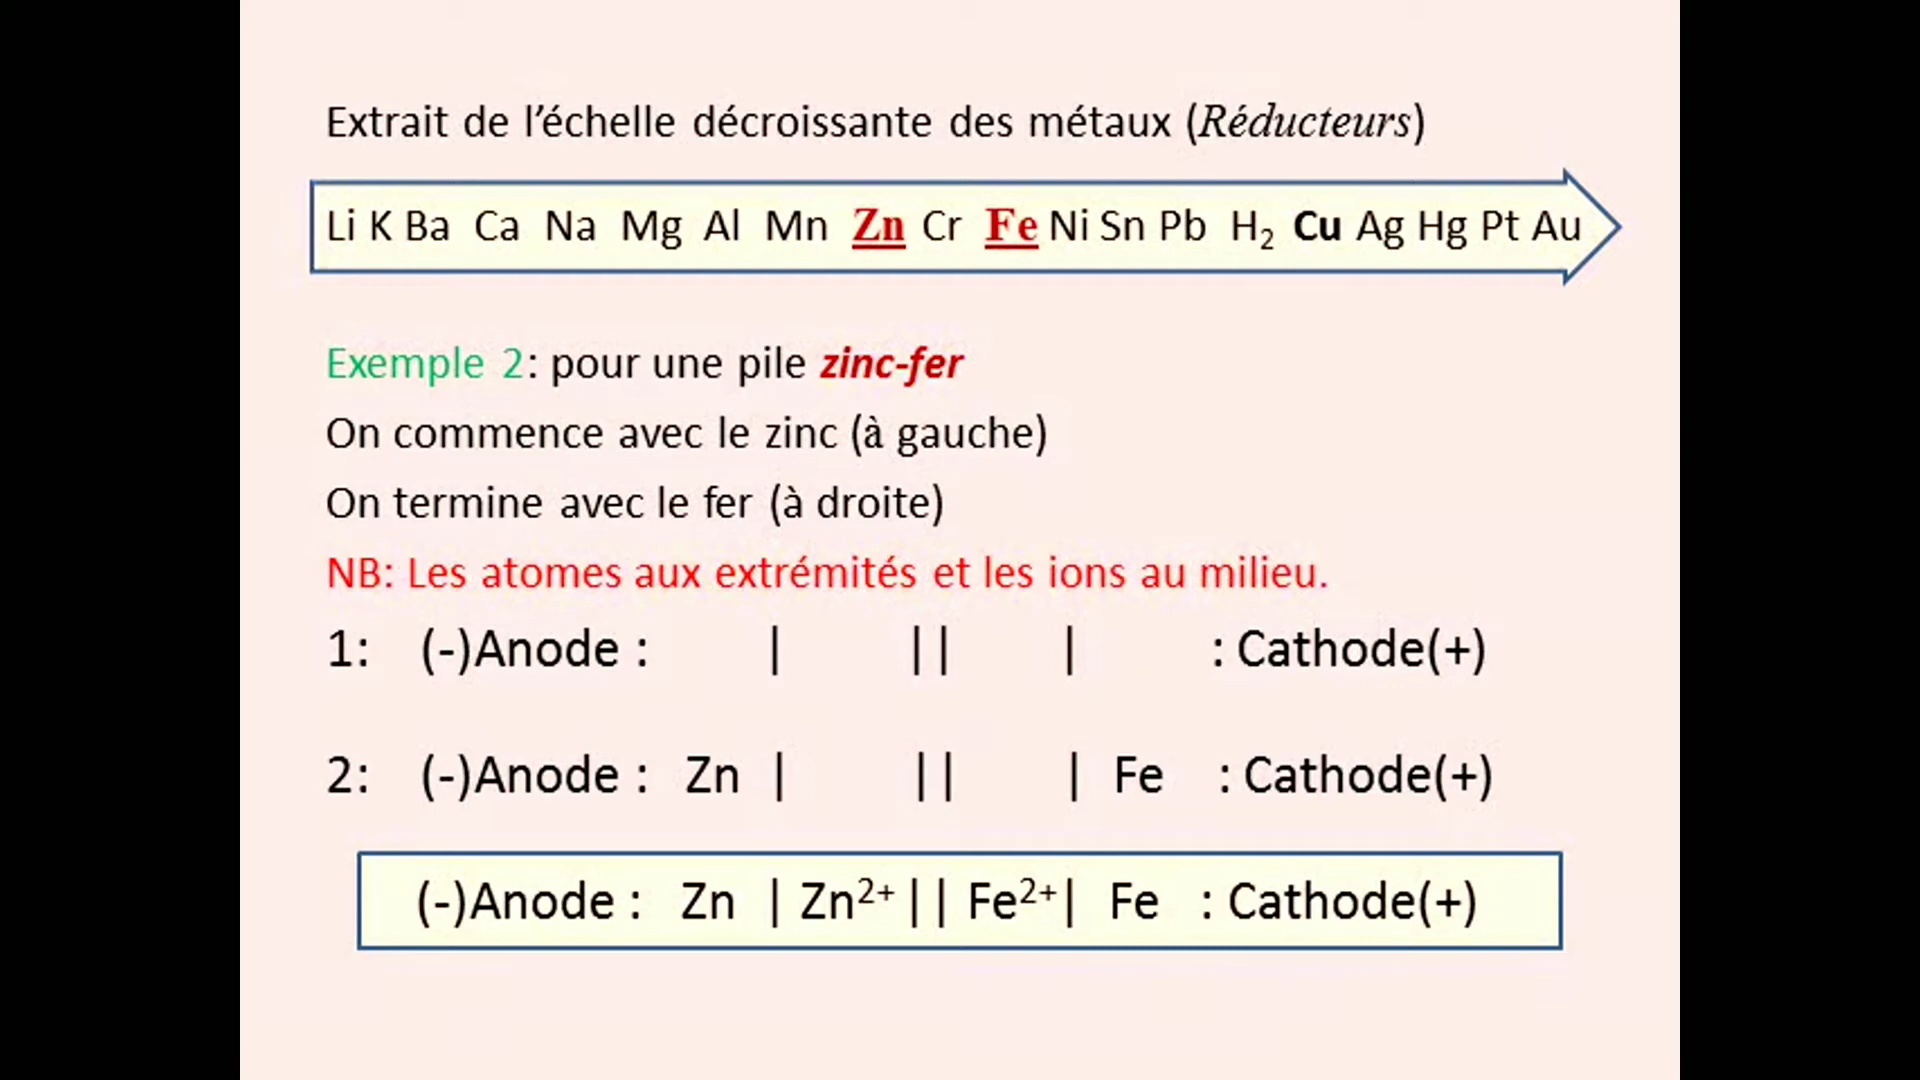 Extrait de l’échelle décroissante des métaux (Réducteurs)
Li K Ba Ca Na Mg Al Mn Zn Cr Fe Ni Sn Pb H₂ Cu Ag Hg Pt Au
Exemple 2: pour une pile zinc-fer
On commence avec le zinc (à gauche)
On termine avec le fer (à droite)
NB: Les atomes aux extrémités et les ions au milieu.
1: (-)Anode : | || | : Cathode(+)
2: (-)Anode : Zn | || | Fe : Cathode(+)
(-)Anode : Zn | Zn²⁺ || Fe²⁺| Fe : Cathode(+)